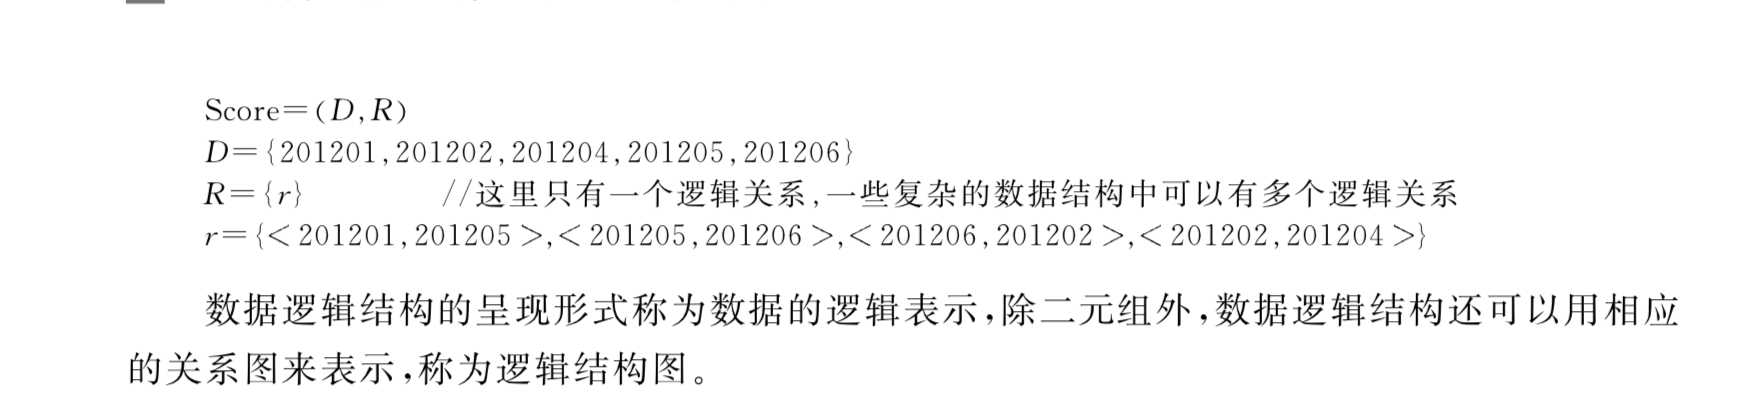 Score=(D,R)
D={201201,201202,201204,201205,201206}
R={r} //这里只有一个逻辑关系,一些复杂的数据结构中可以有多个逻辑关系
r={<201201,201205>,<201205,201206>,<201206,201202>,<201202,201204>}
数据逻辑结构的呈现形式称为数据的逻辑表示,除二元组外,数据逻辑结构还可以用相应
的关系图来表示,称为逻辑结构图。